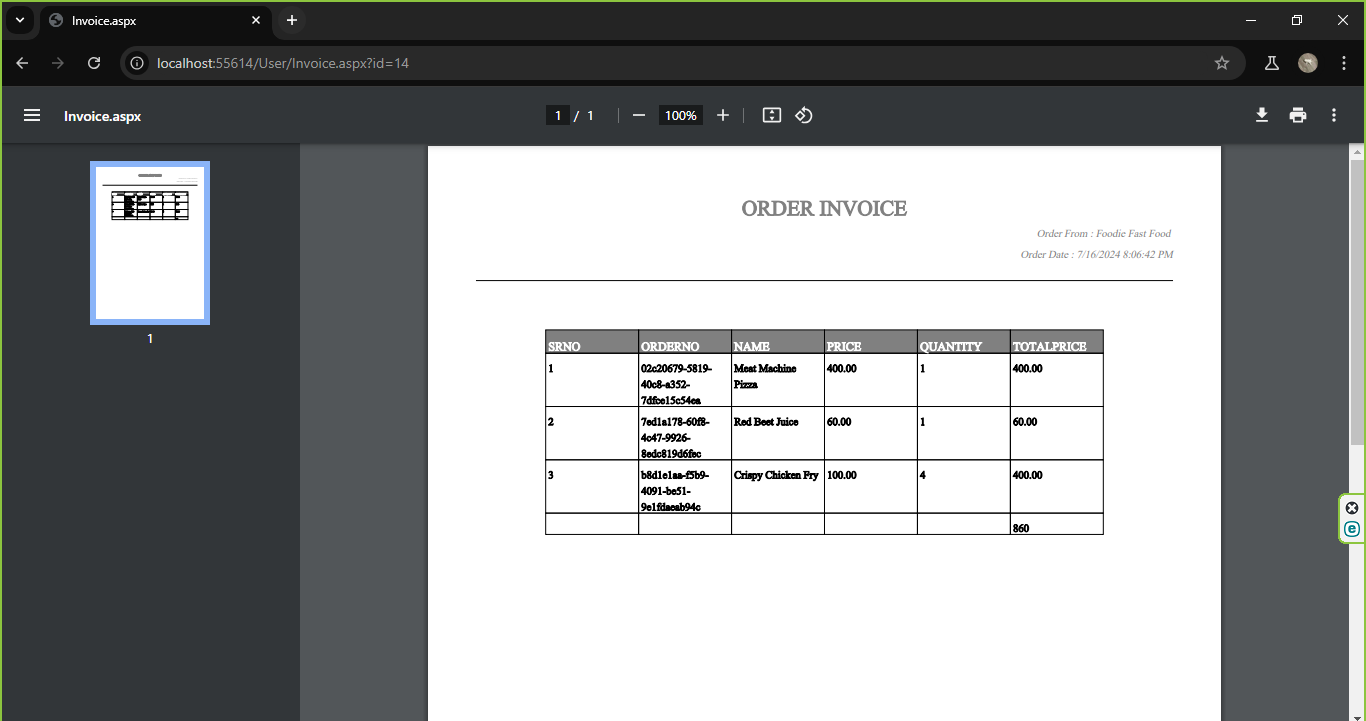 Invoice.aspx
localhost:55614/User/Invoice.aspx?id=14
Invoice.aspx
1 / 1
100%
1
ORDER INVOICE
Order From : Foodie Fast Food
Order Date : 7/16/2024 8:06:42 PM
SRNO ORDERNO NAME PRICE QUANTITY TOTALPRICE
1 02c20679-5819- Meat Machine 400.00 1 400.00
40c8-a352- Pizza
7dfce15c54ea
2 7ed1a178-60f8- Red Beet Juice 60.00 1 60.00
4c47-9926-
8edc819d6fec
3 b8d1e1aa-f5b9- Crispy Chicken Fry 100.00 4 400.00
4091-be51-
9e1fdaeab94c
860